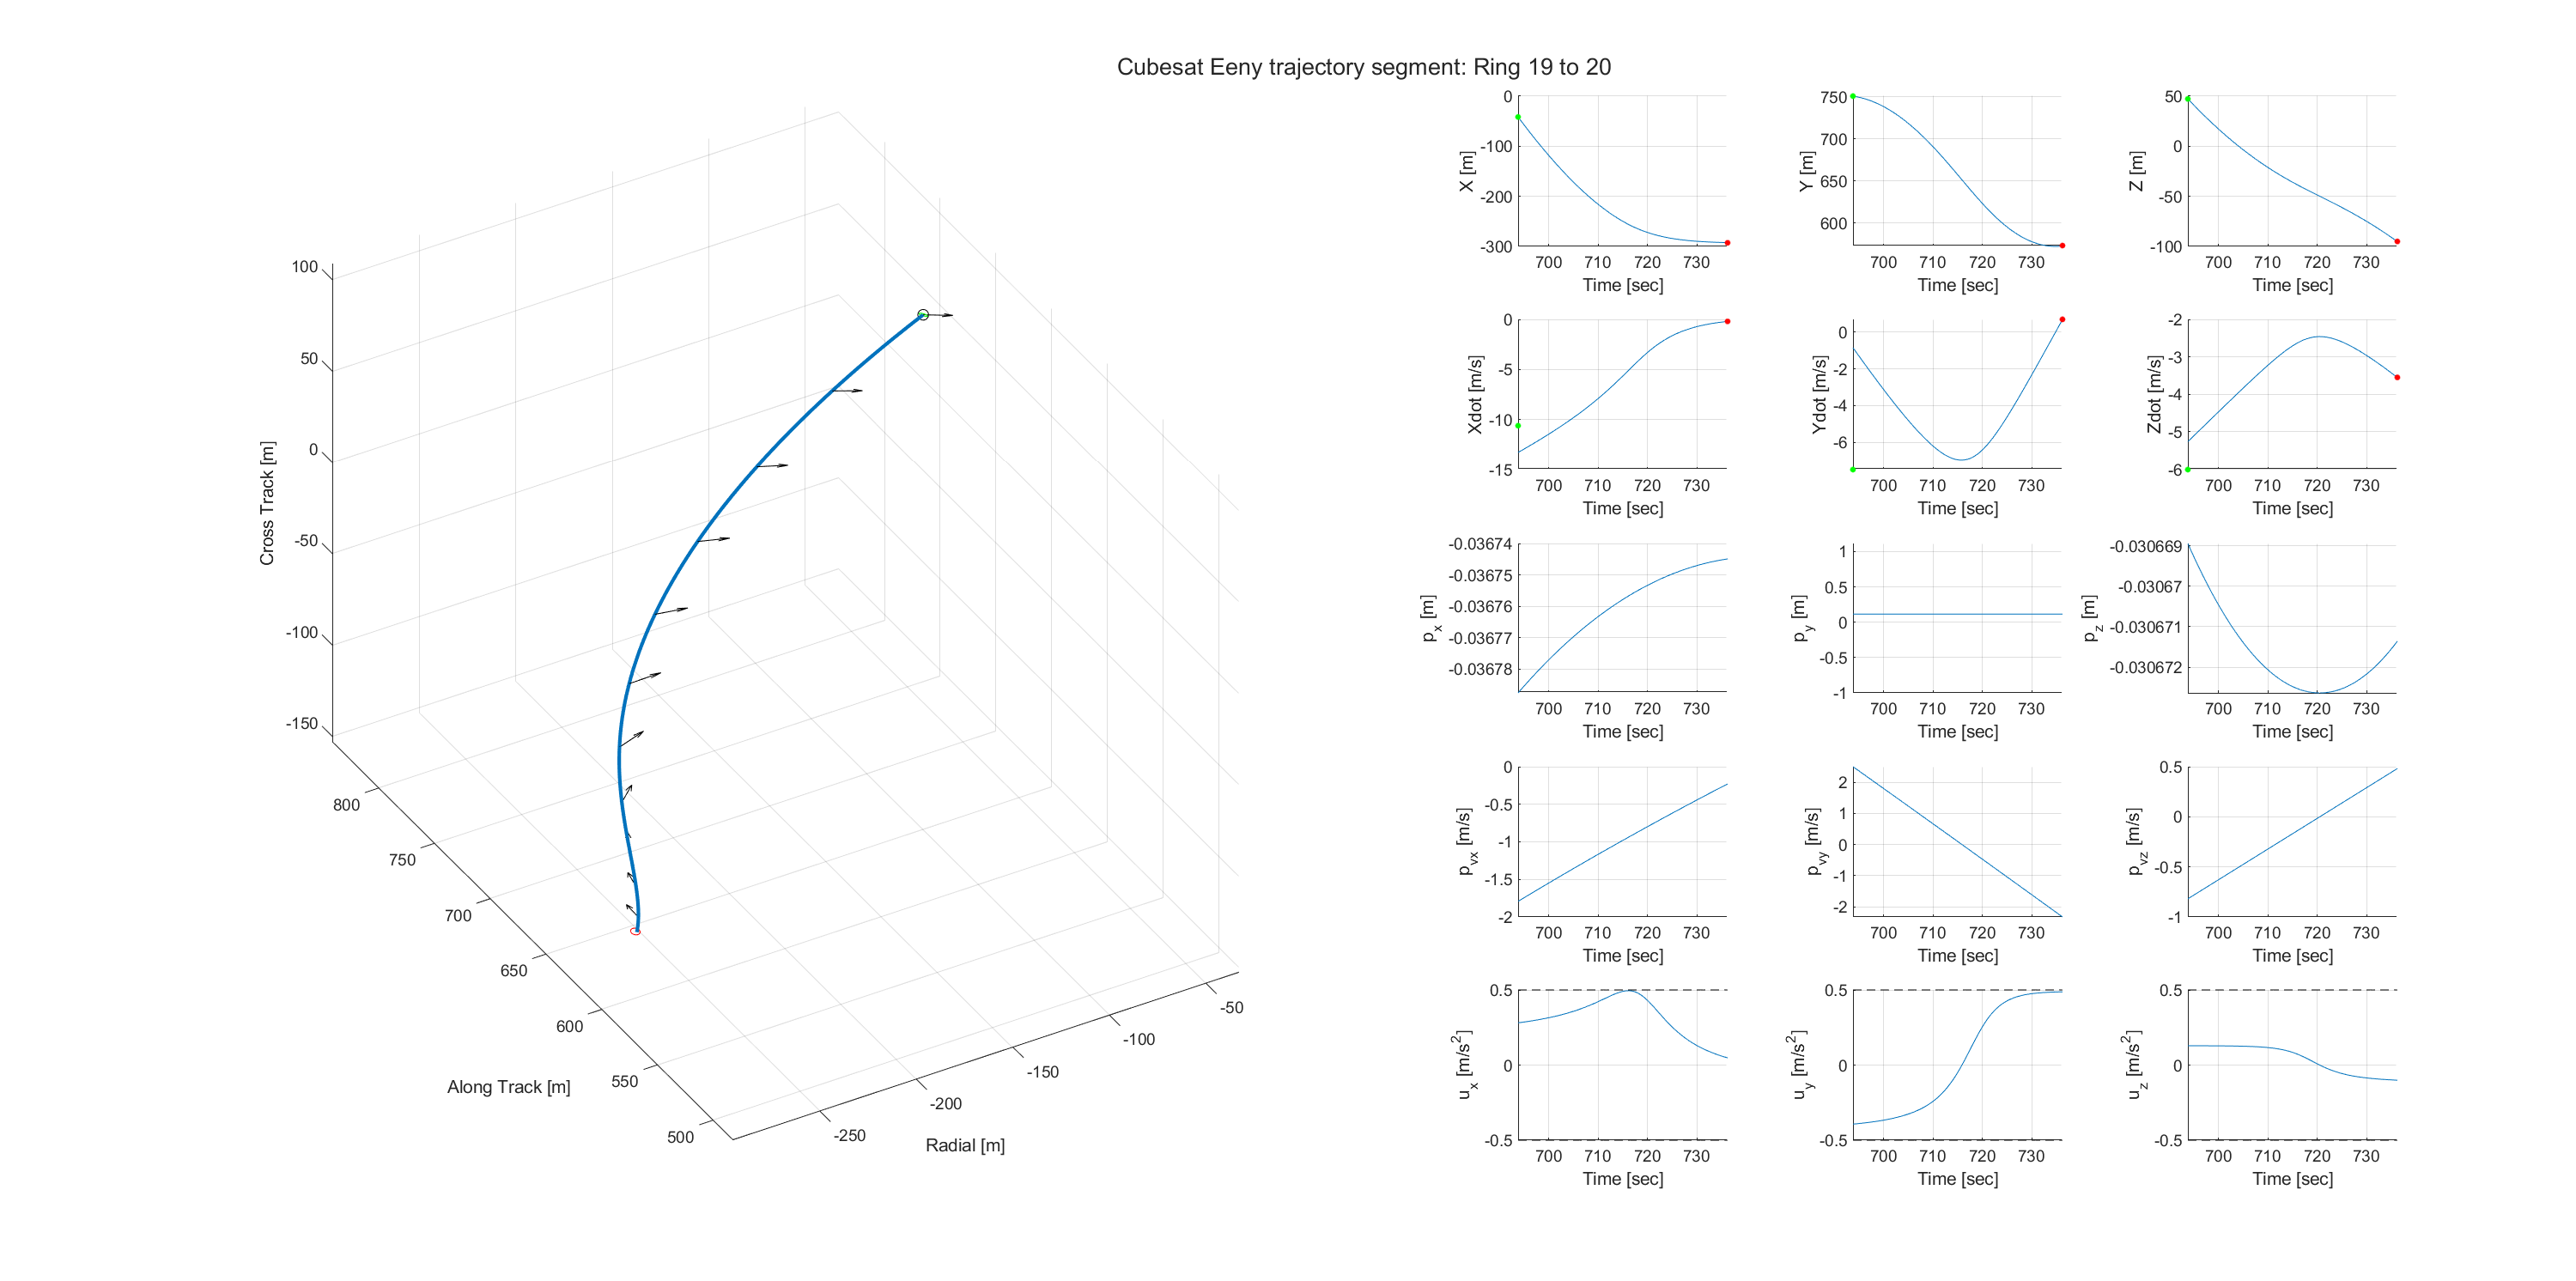 Cubesat Eeny trajectory segment: Ring 19 to 20
100
50
0
-50
-100
-150
Cross Track [m]
800
750
700
650
600
550
500
Along Track [m]
-250
-200
-150
-100
-50
Radial [m]
0
-100
-200
-300
X [m]
700 710 720 730
Time [sec]
750
700
650
600
Y [m]
700 710 720 730
Time [sec]
50
0
-50
-100
Z [m]
700 710 720 730
Time [sec]
0
-5
-10
-15
Xdot [m/s]
700 710 720 730
Time [sec]
0
-2
-4
-6
Ydot [m/s]
700 710 720 730
Time [sec]
-2
-3
-4
-5
-6
Zdot [m/s]
700 710 720 730
Time [sec]
-0.03674
-0.03675
-0.03676
-0.03677
-0.03678
p_x [m]
700 710 720 730
Time [sec]
1
0.5
0
-0.5
-1
p_y [m]
700 710 720 730
Time [sec]
-0.030669
-0.03067
-0.030671
-0.030672
p_z [m]
700 710 720 730
Time [sec]
0
-0.5
-1
-1.5
-2
p_vx [m/s]
700 710 720 730
Time [sec]
2
1
0
-1
-2
p_vy [m/s]
700 710 720 730
Time [sec]
0.5
0
-0.5
-1
p_vz [m/s]
700 710 720 730
Time [sec]
0.5
0
-0.5
u_x [m/s²]
700 710 720 730
Time [sec]
0.5
0
-0.5
u_y [m/s²]
700 710 720 730
Time [sec]
0.5
0
-0.5
u_z [m/s²]
700 710 720 730
Time [sec]